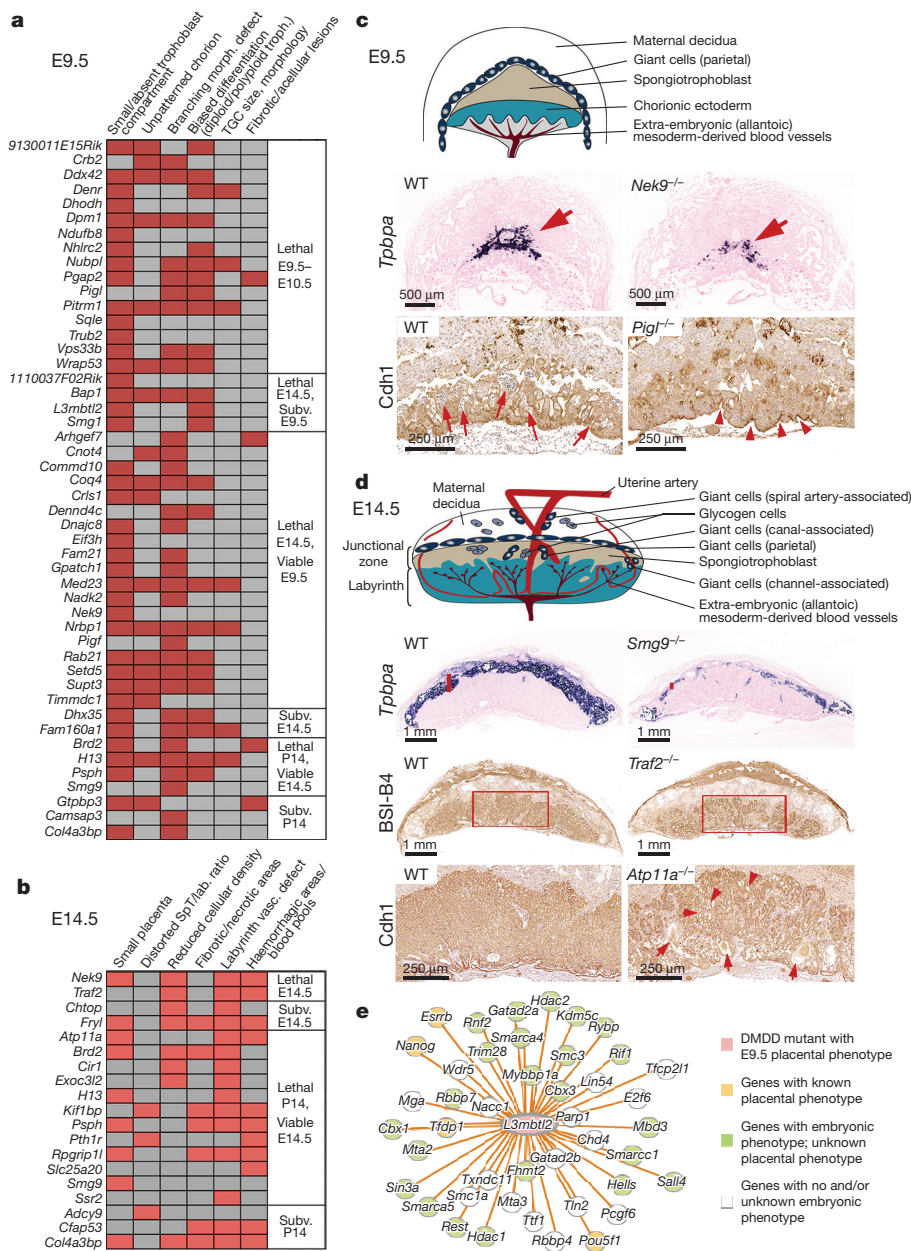 a
E9.5
Small/absent trophoblast
compartment
Unpatterned chorion
Branching morph. defect
Biased differentiation
(diploid/polyploid troph.)
TGC size, morphology
Fibrotic/acellular lesions
9130011E15Rik
Crb2
Ddx42
Denr
Dhodh
Dpm1
Ndufb8
Nhlrc2
Nubpl
Pgap2
Pigl
Pitrm1
Sqle
Trub2
Vps33b
Wrap53
1110037F02Rik
Bap1
L3mbtl2
Smg1
Arhgef7
Cnot4
Commd10
Coq4
Crls1
Dennd4c
Dnajc8
Eif3h
Fam21
Gpatch1
Med23
Nadk2
Nek9
Nrbp1
Pigf
Rab21
Setd5
Supt3
Timmdc1
Dhx35
Fam160a1
Brd2
H13
Psph
Smg9
Gtpbp3
Camsap3
Col4a3bp
Lethal
E9.5–
E10.5
Lethal
E14.5,
Subv.
E9.5
Lethal
E14.5,
Viable
E9.5
Subv.
E14.5
Lethal
P14,
Viable
E14.5
Subv.
P14
b
E14.5
Small placenta
Distorted SpT/lab. ratio
Reduced cellular density
Fibrotic/necrotic areas
Labyrinth vasc. defect
Haemorrhagic areas/
blood pools
Nek9
Traf2
Chtop
Fryl
Atp11a
Brd2
Cir1
Exoc3l2
H13
Kif1bp
Psph
Pth1r
Rpgrip1l
Slc25a20
Smg9
Ssr2
Adcy9
Cfap53
Col4a3bp
Lethal
E14.5
Subv.
E14.5
Lethal
P14,
Viable
E14.5
Subv.
P14
c
E9.5
Maternal decidua
Giant cells (parietal)
Spongiotrophoblast
Chorionic ectoderm
Extra-embryonic (allantoic)
mesoderm-derived blood vessels
Tpbpa
WT
500 μm
Nek9–/–
500 μm
Cdh1
WT
250 μm
Pigl–/–
250 μm
d
E14.5
Maternal
decidua
Junctional
zone
Labyrinth
Uterine artery
Giant cells (spiral artery-associated)
Glycogen cells
Giant cells (canal-associated)
Giant cells (parietal)
Spongiotrophoblast
Giant cells (channel-associated)
Extra-embryonic (allantoic)
mesoderm-derived blood vessels
Tpbpa
WT
1 mm
Smg9–/–
1 mm
BSI-B4
WT
1 mm
Traf2–/–
1 mm
Cdh1
WT
250 μm
Atp11a–/–
250 μm
e
Esrrb
Rnf2
Gatad2a
Hdac2
Kdm5c
Nanog
Trim28
Smarca4
Rybp
Wdr5
Mybbp1a
Smc3
Rif1
Mga
Rbbp7
Nacc1
Cbx3
Lin54
Tfcp2l1
Cbx1
Tfdp1
L3mbtl2
Parp1
E2f6
Mbd3
Mta2
Chd4
Gatad2b
Smarcc1
Sin3a
Txndc11
Fhmt2
Sall4
Smarca5
Smc1a
Mta3
Tin2
Hells
Rest
Hdac1
Ttf1
Rbbp4
Pcgf6
Pou5f1
DMDD mutant with
E9.5 placental phenotype
Genes with known
placental phenotype
Genes with embryonic
phenotype; unknown
placental phenotype
Genes with no and/or
unknown embryonic
phenotype